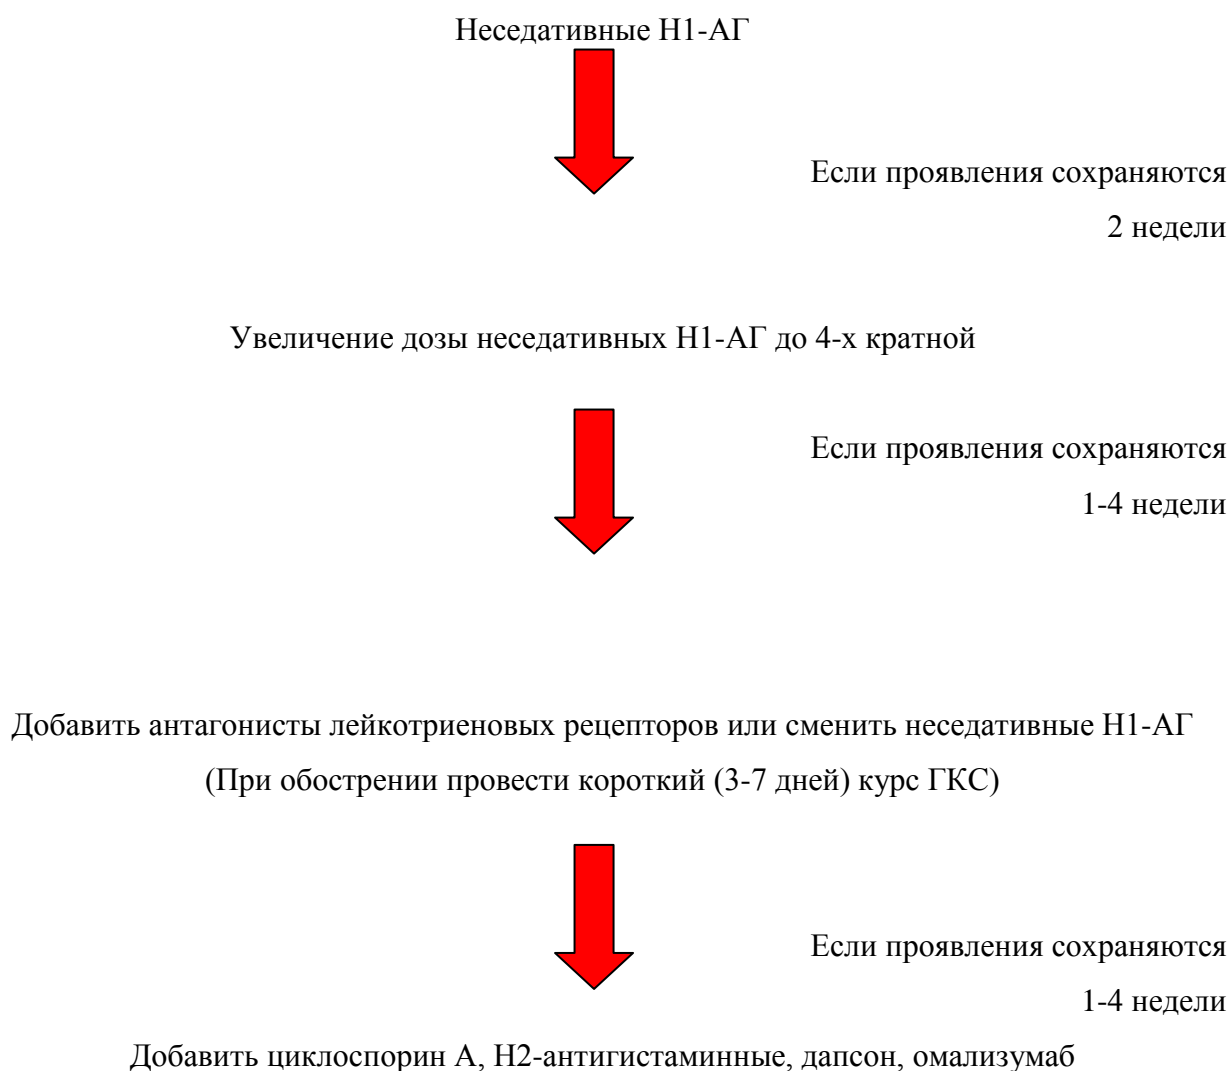 Неседативные Н1-АГ
Если проявления сохраняются
2 недели
Увеличение дозы неседативных Н1-АГ до 4-х кратной
Если проявления сохраняются
1-4 недели
Добавить антагонисты лейкотриеновых рецепторов или сменить неседативные Н1-АГ
(При обострении провести короткий (3-7 дней) курс ГКС)
Если проявления сохраняются
1-4 недели
Добавить циклоспорин А, Н2-антигистаминные, дапсон, омализумаб